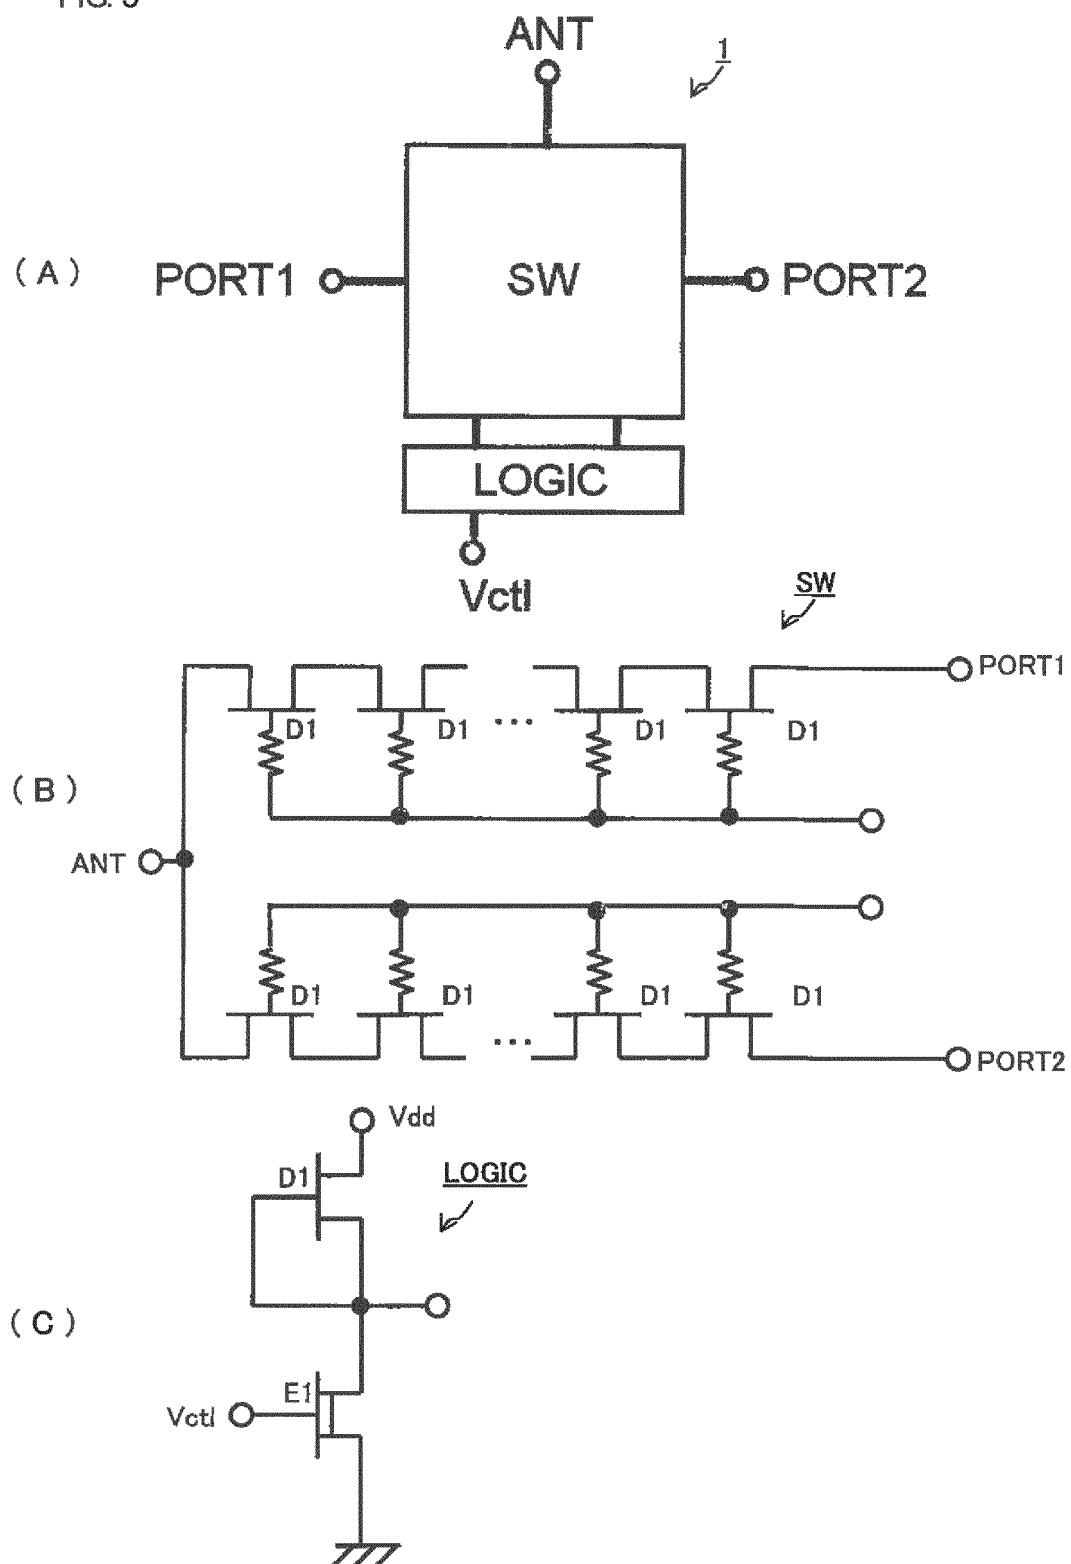 ANT
1
( A )
PORT1
SW
PORT2
LOGIC
Vctl
SW
PORT1
D1
D1
...
D1
D1
( B )
ANT
D1
D1
D1
D1
...
PORT2
Vdd
D1
LOGIC
( C )
E1
Vctl